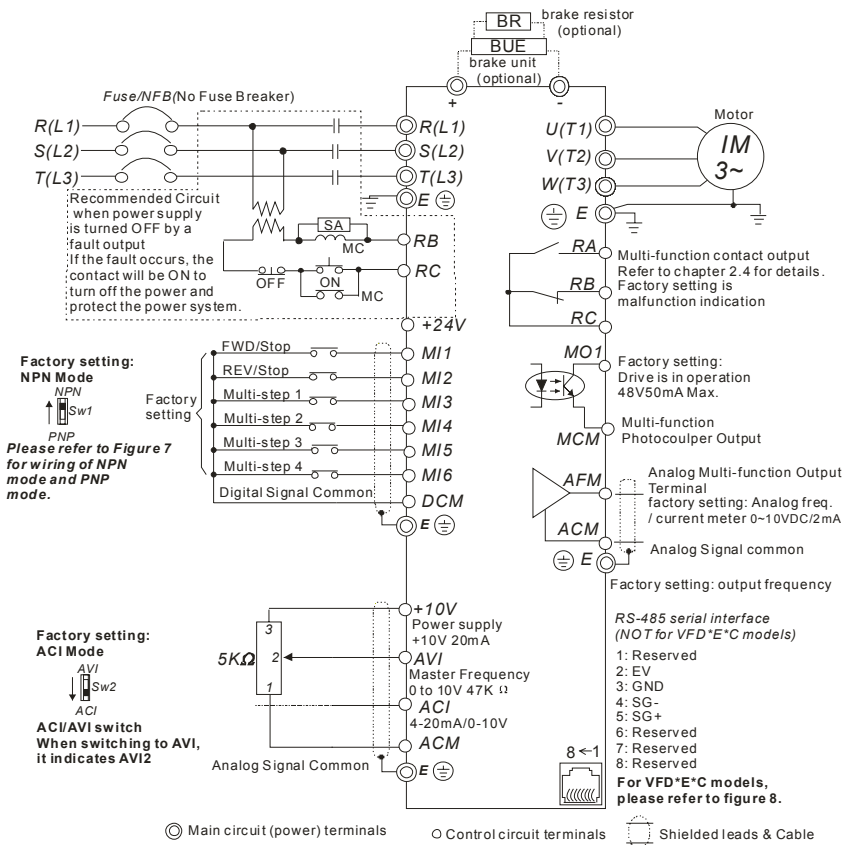 BR
brake resistor
(optional)
BUE
brake unit
(optional)
+
-
Fuse/NFB(No Fuse Breaker)
R(L1)
S(L2)
T(L3)
R(L1)
S(L2)
T(L3)
E
Recommended Circuit
when power supply
is turned OFF by a
fault output
If the fault occurs, the
contact will be ON to
turn off the power and
protect the power system.
SA
MC
OFF
ON
MC
RB
RC
+24V
U(T1)
V(T2)
W(T3)
E
Motor
IM
3~
RA
RB
RC
Multi-function contact output
Refer to chapter 2.4 for details.
Factory setting is
malfunction indication
MO1
MCM
Factory setting:
Drive is in operation
48V50mA Max.
Multi-function
Photocoulper Output
Factory setting:
NPN Mode
NPN
Sw1
PNP
Please refer to Figure 7
for wiring of NPN
mode and PNP
mode.
Factory
setting
FWD/Stop
REV/Stop
Multi-step 1
Multi-step 2
Multi-step 3
Multi-step 4
Digital Signal Common
MI1
MI2
MI3
MI4
MI5
MI6
DCM
E
AFM
ACM
E
Analog Multi-function Output
Terminal
factory setting: Analog freq.
/ current meter 0~10VDC/2mA
Analog Signal common
Factory setting: output frequency
Factory setting:
ACI Mode
AVI
Sw2
ACI
ACI/AVI switch
When switching to AVI,
it indicates AVI2
5KΩ
3
2
1
+10V
Power supply
+10V 20mA
AVI
Master Frequency
0 to 10V 47K Ω
ACI
4-20mA/0-10V
ACM
Analog Signal Common
E
RS-485 serial interface
(NOT for VFD*E*C models)
1: Reserved
2: EV
3: GND
4: SG-
5: SG+
6: Reserved
7: Reserved
8: Reserved
8←1
For VFD*E*C models,
please refer to figure 8.
Main circuit (power) terminals
Control circuit terminals
Shielded leads & Cable